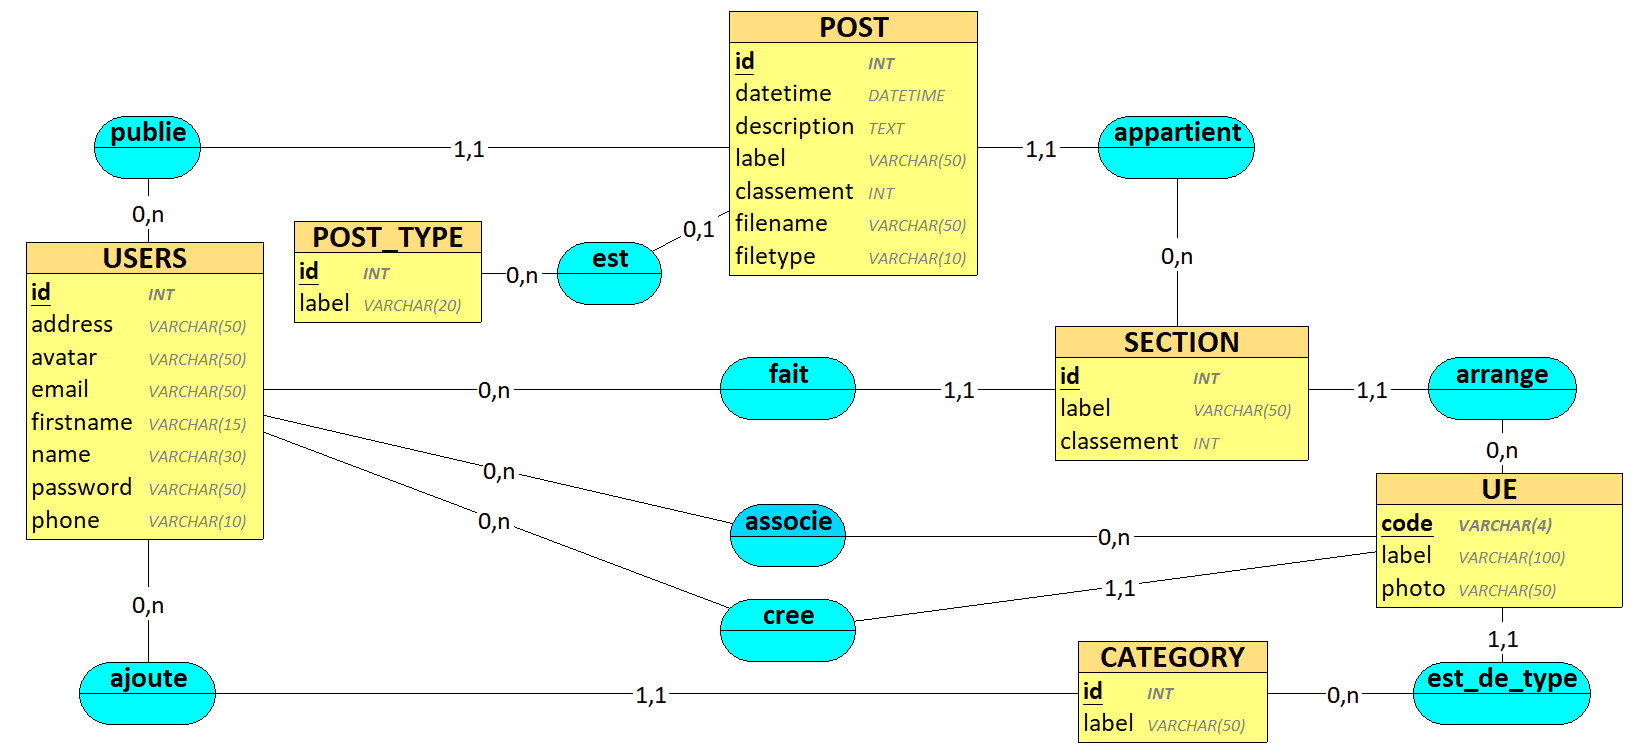 POST
id INT
datetime DATETIME
description TEXT
label VARCHAR(50)
classement INT
filename VARCHAR(50)
filetype VARCHAR(10)
publie
1,1
1,1
appartient
0,n
0,1
0,n
POST_TYPE
id INT
label VARCHAR(20)
0,n
est
USERS
id INT
address VARCHAR(50)
avatar VARCHAR(50)
email VARCHAR(50)
firstname VARCHAR(15)
name VARCHAR(30)
password VARCHAR(50)
phone VARCHAR(10)
SECTION
id INT
label VARCHAR(50)
classement INT
0,n
fait
1,1
1,1
arrange
0,n
0,n
associe
0,n
UE
code VARCHAR(4)
label VARCHAR(100)
photo VARCHAR(50)
0,n
cree
1,1
0,n
1,1
ajoute
1,1
CATEGORY
id INT
label VARCHAR(50)
0,n
est_de_type